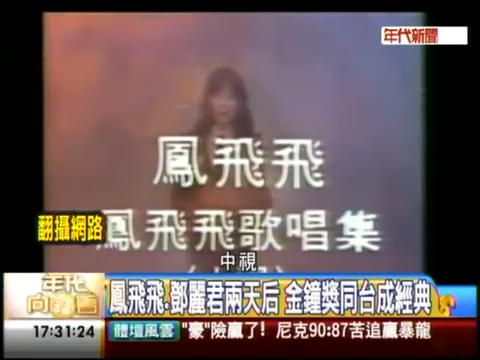 年代新聞
鳳飛飛
鳳飛飛歌唱集
翻攝網路
中視
年代
向錢看
鳳飛飛.鄧麗君兩天后 金鐘獎同台成經典
17:31:24
體壇風雲
"豪"險贏了! 尼克90:87苦追贏暴龍